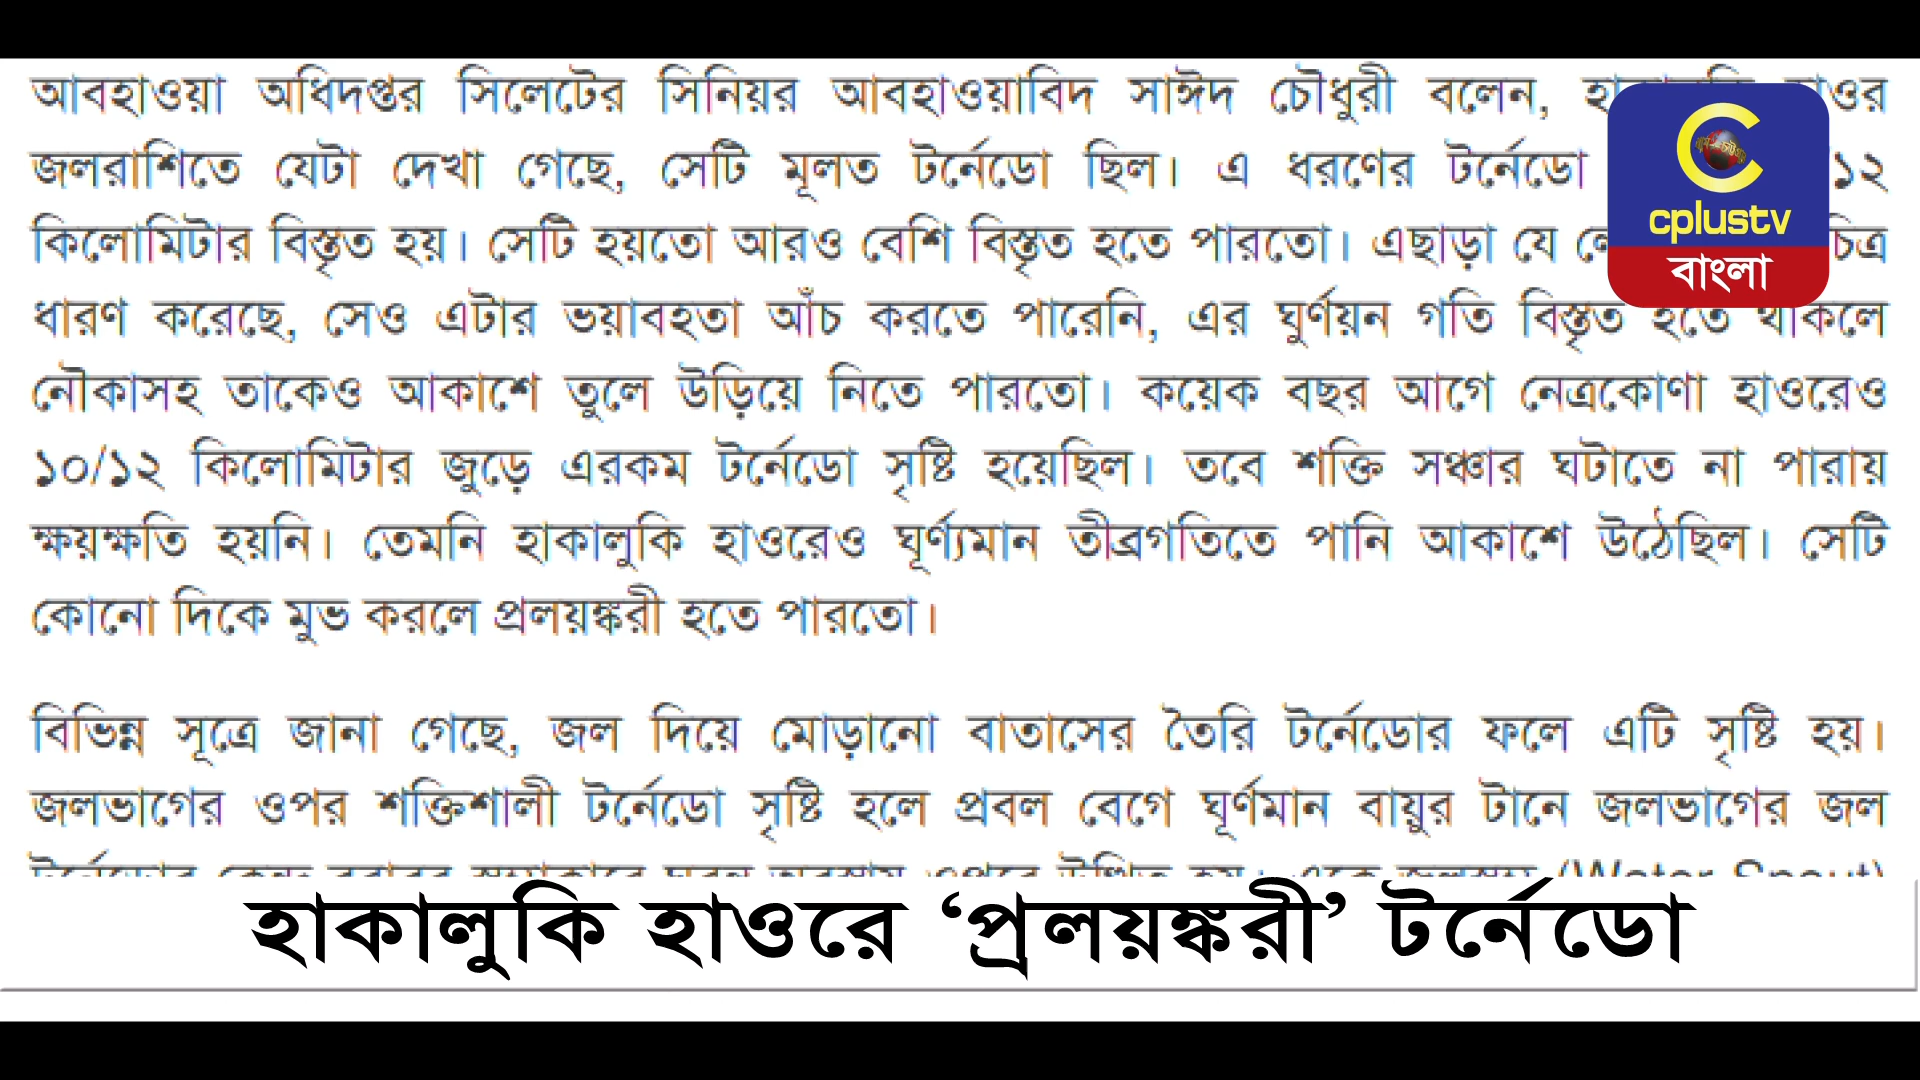 আবহাওয়া অধিদপ্তর সিলেটের সিনিয়র আবহাওয়াবিদ সাঈদ চৌধুরী বলেন,
জলরাশিতে যেটা দেখা গেছে, সেটি মূলত টর্নেডো ছিল। এ ধরণের টর্নেডো ১২
কিলোমিটার বিস্তৃত হয়। সেটি হয়তো আরও বেশি বিস্তৃত হতে পারতো। এছাড়া যে
ধারণ করেছে, সেও এটার ভয়াবহতা আঁচ করতে পারেনি, এর ঘুর্ণয়ন গতি বিস্তৃত হতে থাকলে
নৌকাসহ তাকেও আকাশে তুলে উড়িয়ে নিতে পারতো। কয়েক বছর আগে নেত্রকোণা হাওরেও
১০/১২ কিলোমিটার জুড়ে এরকম টর্নেডো সৃষ্টি হয়েছিল। তবে শক্তি সঞ্চার ঘটাতে না পারায়
ক্ষয়ক্ষতি হয়নি। তেমনি হাকালুকি হাওরেও ঘূর্ণ্যমান তীব্রগতিতে পানি আকাশে উঠেছিল। সেটি
কোনো দিকে মুভ করলে প্রলয়ঙ্করী হতে পারতো।
বিভিন্ন সূত্রে জানা গেছে, জল দিয়ে মোড়ানো বাতাসের তৈরি টর্নেডোর ফলে এটি সৃষ্টি হয়।
জলভাগের ওপর শক্তিশালী টর্নেডো সৃষ্টি হলে প্রবল বেগে ঘূর্ণমান বায়ুর টানে জলভাগের জল
হাকালুকি হাওরে ‘প্রলয়ঙ্করী’ টর্নেডো
cplustv
বাংলা